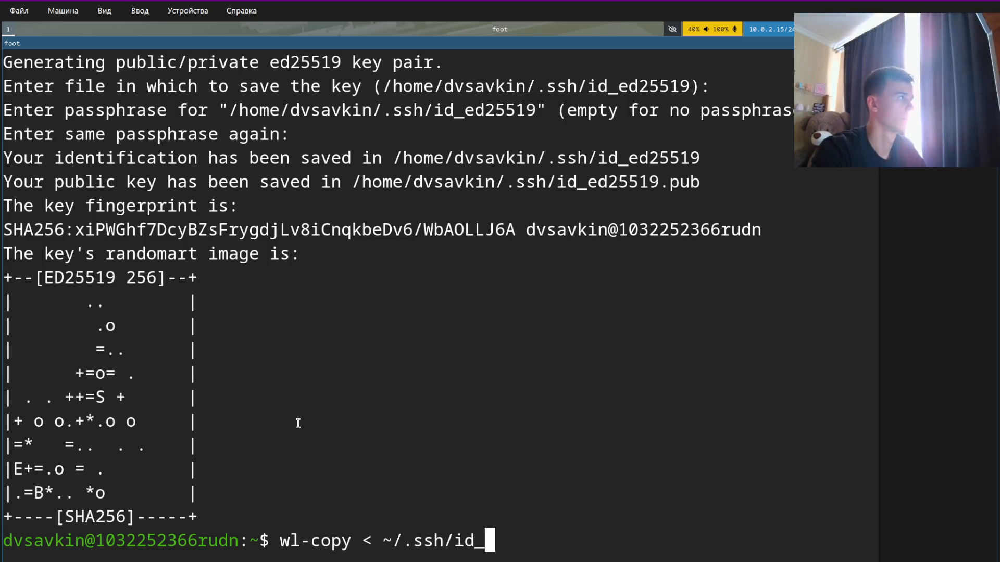 Файл Машина Вид Ввод Устройства Справка
1 foot 40% 100% 10.0.2.15/24
foot
Generating public/private ed25519 key pair.
Enter file in which to save the key (/home/dvsavkin/.ssh/id_ed25519):
Enter passphrase for "/home/dvsavkin/.ssh/id_ed25519" (empty for no passphras
Enter same passphrase again:
Your identification has been saved in /home/dvsavkin/.ssh/id_ed25519
Your public key has been saved in /home/dvsavkin/.ssh/id_ed25519.pub
The key fingerprint is:
SHA256:xiPWGhf7DcyBZsFrygdjLv8iCnqkbeDv6/WbAOLLJ6A dvsavkin@1032252366rudn
The key's randomart image is:
+--[ED25519 256]--+
|        ..       |
|         .o      |
|         =..     |
|       +=o= .    |
| . . ++=S +      |
|+ o o.+*.o o     |
|=*   =..  . .    |
|E+=.o = .        |
|.=B*.. *o        |
+----[SHA256]-----+
dvsavkin@1032252366rudn:~$ wl-copy < ~/.ssh/id_